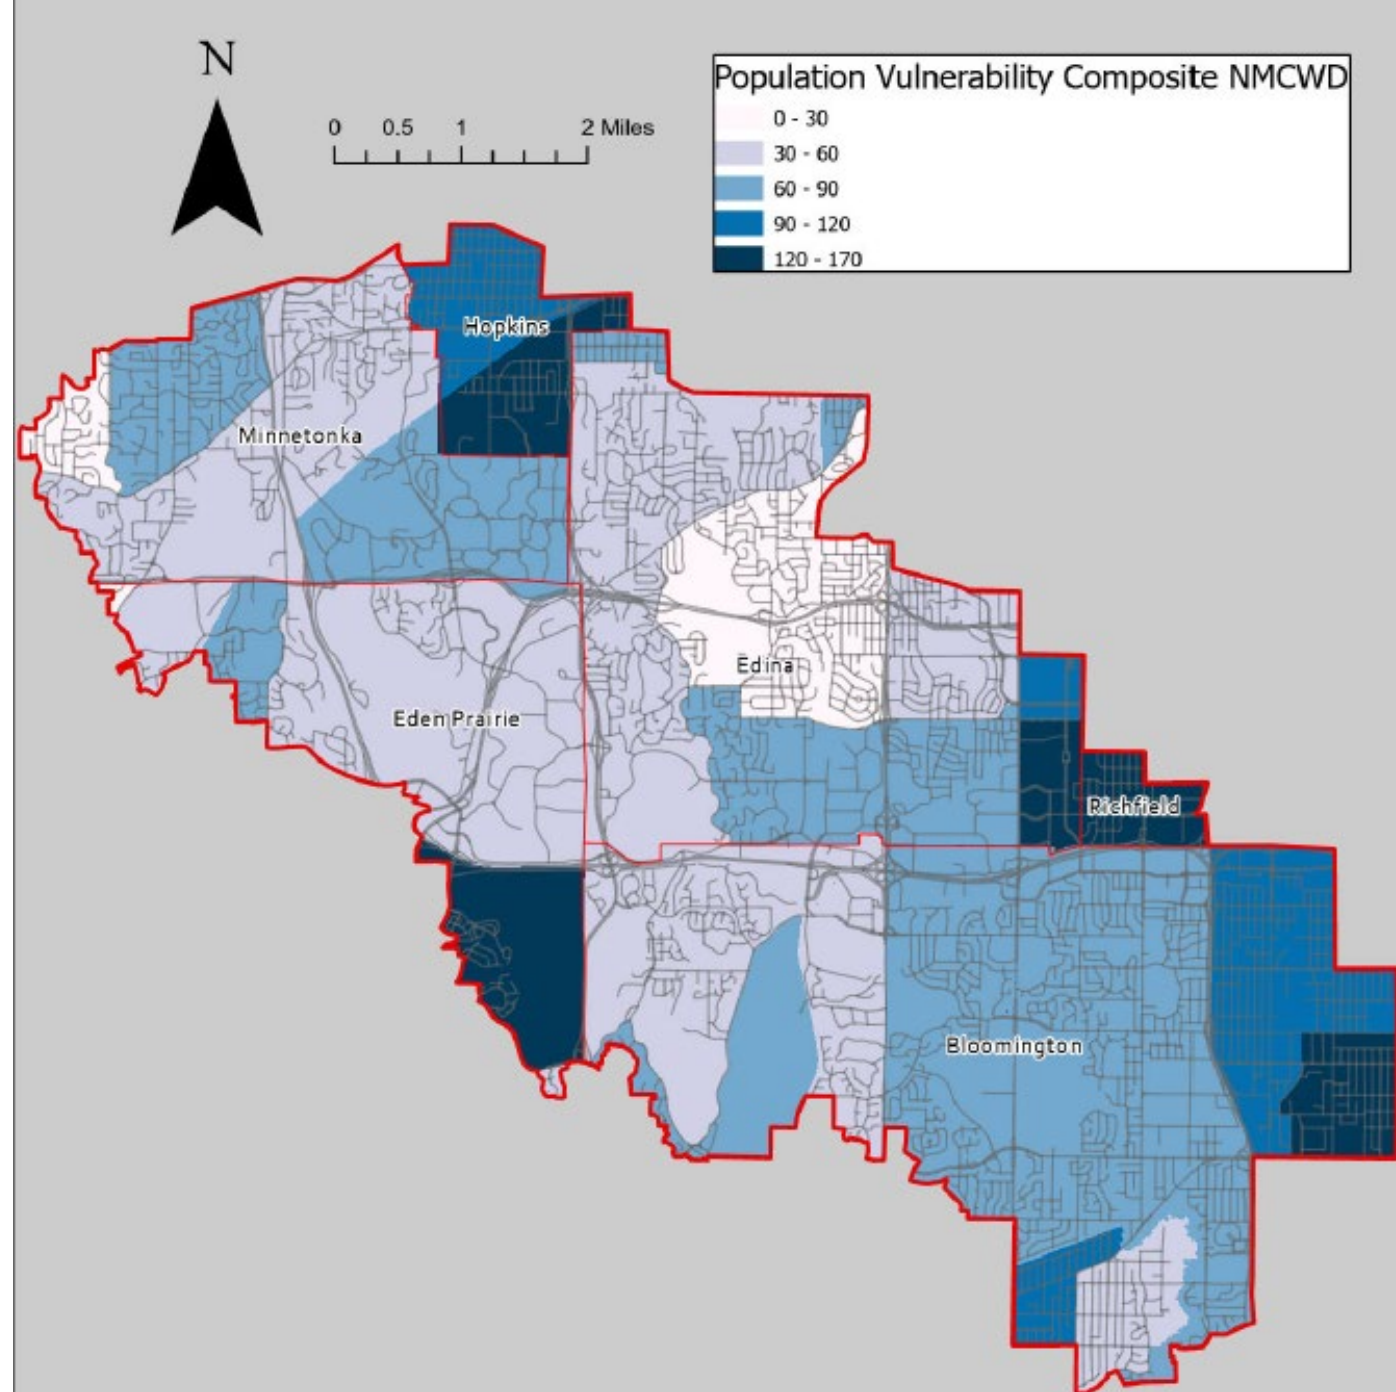 N
0 0.5 1 2 Miles
Population Vulnerability Composite NMCWD
0 - 30
30 - 60
60 - 90
90 - 120
120 - 170
Hopkins
Minnetonka
Edina
Eden Prairie
Richfield
Bloomington